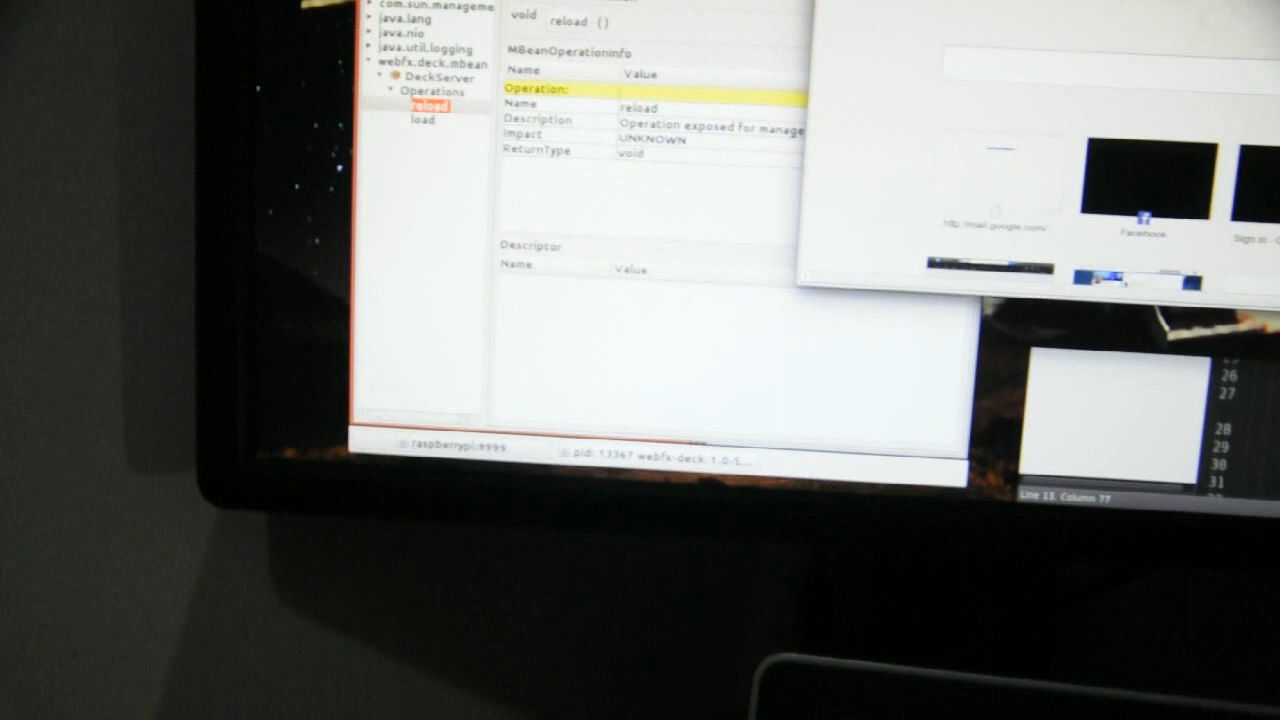 com.sun.manageme
java.lang
java.nio
java.util.logging
webfx.deck.mbean
DeckServer
Operations
reload
load
void reload ()
MBeanOperationInfo
Name Value
Operation:
Name reload
Description Operation exposed for manage
Impact UNKNOWN
ReturnType void
Descriptor
Name Value
raspberrypi:9999
pid: 13367 webfx-deck-1.0-S...
http://mail.google.com/
Facebook
Sign in
26
27
28
29
30
31
Line 13, Column 77